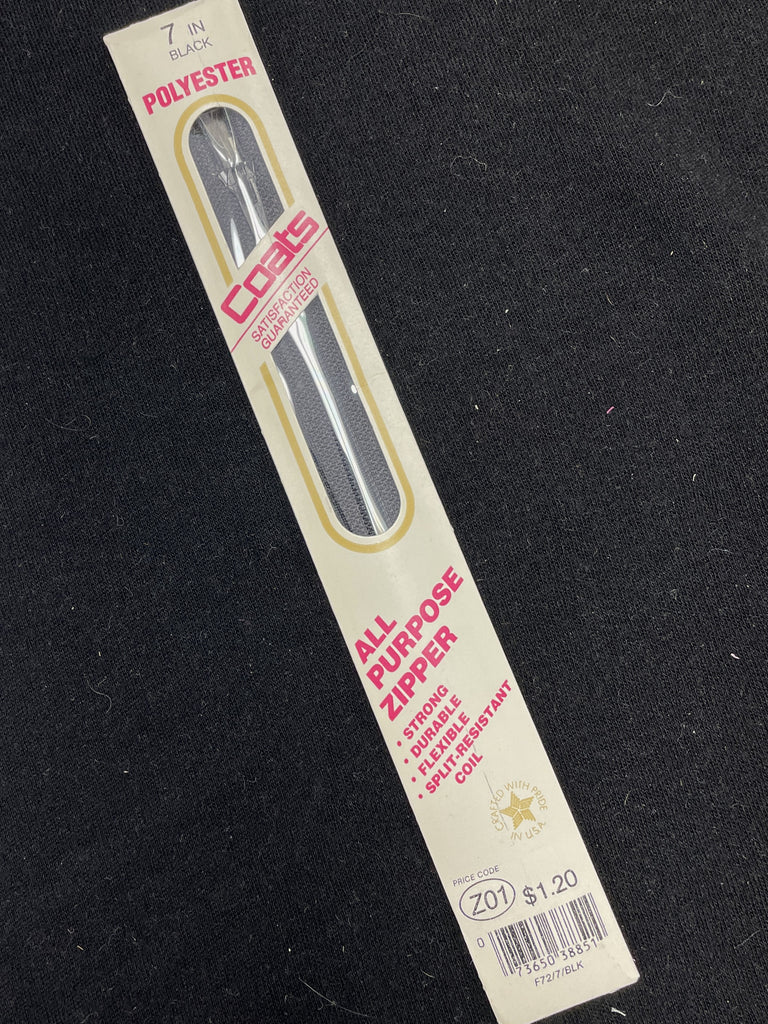 7 IN
BLACK
POLYESTER
Coats
SATISFACTION
GUARANTEED
ALL
PURPOSE
ZIPPER
• STRONG
• DURABLE
• FLEXIBLE
• SPLIT-RESISTANT
COIL
CRAFTED WITH PRIDE
IN U.S.A.
PRICE CODE
Z01 $1.20
0 73650 38851
F72/7/BLK